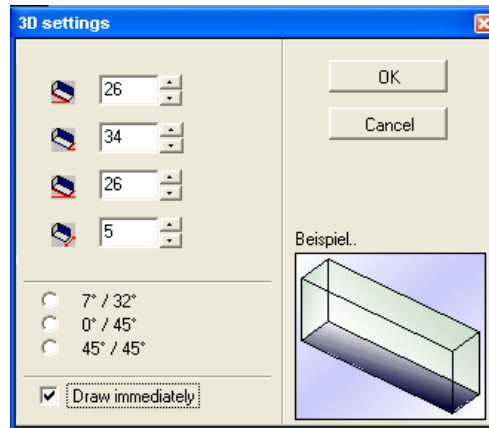 3D settings
26
34
26
5
7° / 32°
0° / 45°
45° / 45°
Draw immediately
OK
Cancel
Beispiel..